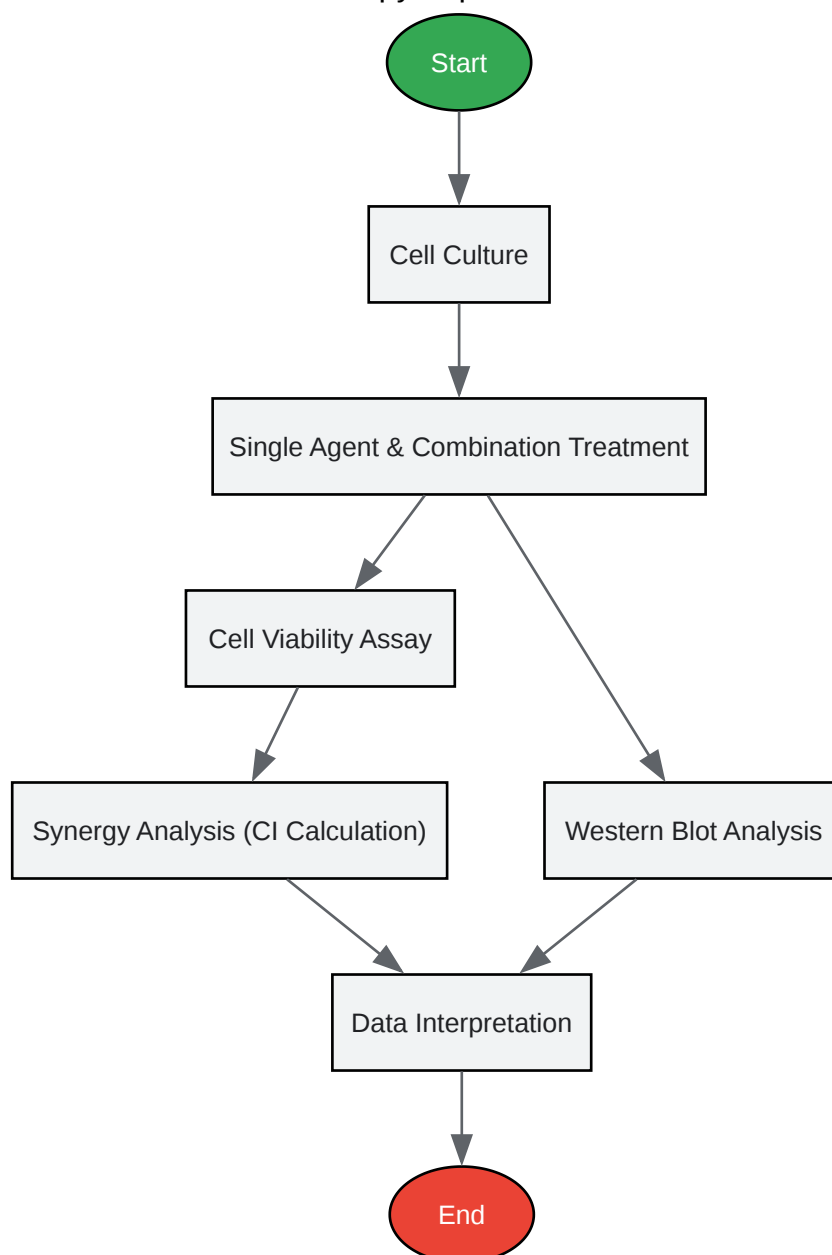 Start
Cell Culture
Single Agent & Combination Treatment
Cell Viability Assay
Synergy Analysis (CI Calculation)
Western Blot Analysis
Data Interpretation
End